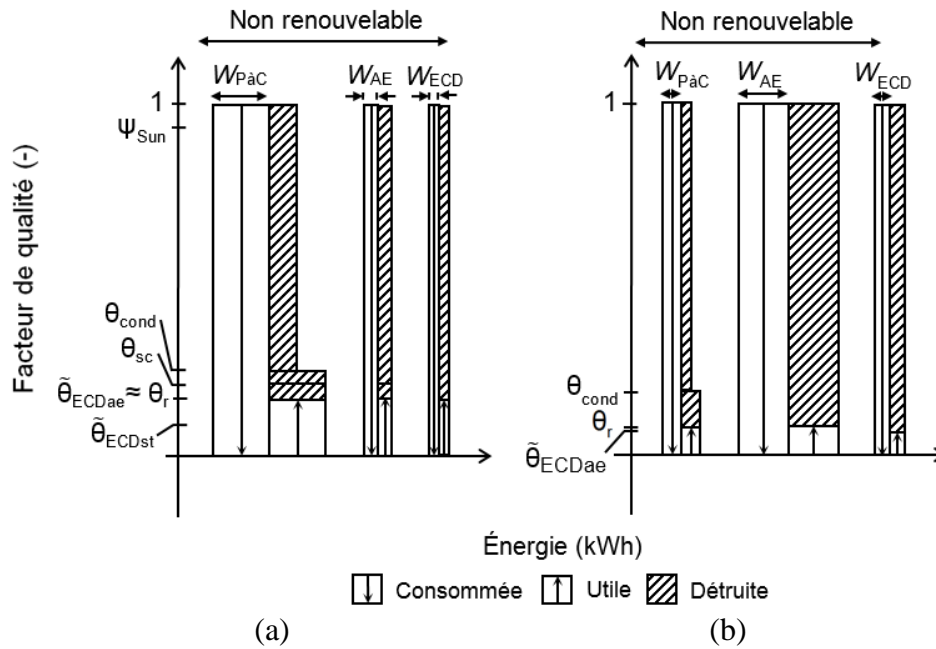 Non renouvelable
W_PàC W_AE W_ECD
1
Ψ_Sun
Facteur de qualité (-)
θ_cond
θ_sc
θ̃_ECDae ≈ θ_r
θ̃_ECDst
Non renouvelable
W_PàC W_AE W_ECD
1
θ_cond
θ_r
θ̃_ECDae
Énergie (kWh)
Consommée Utile Détruite
(a) (b)